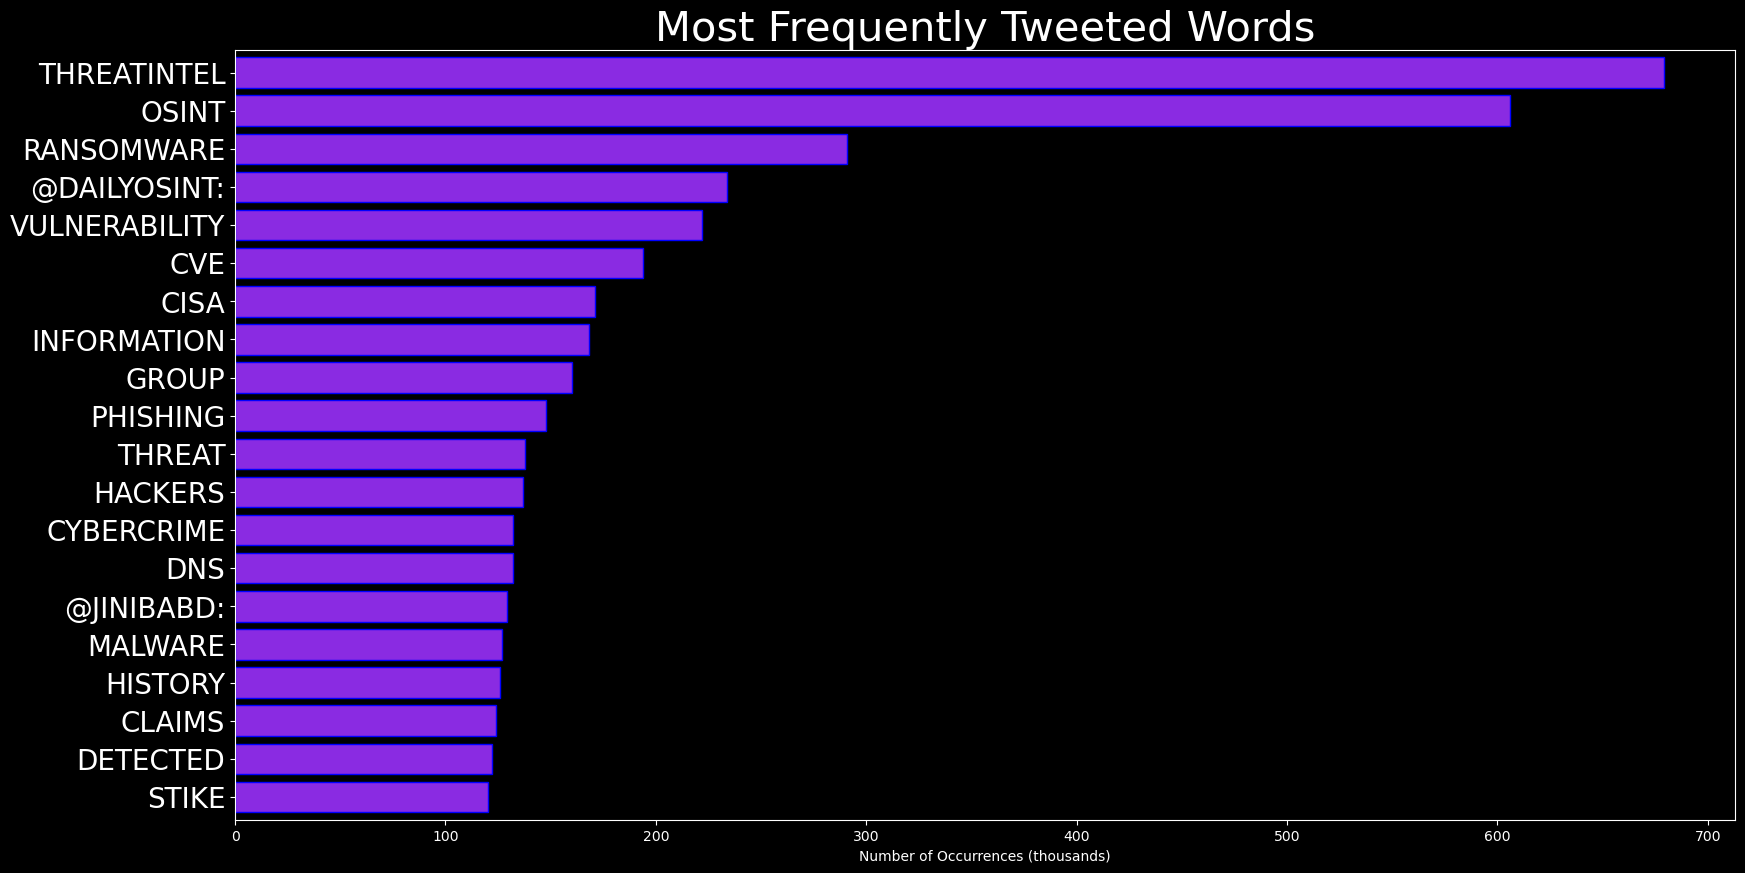 Most Frequently Tweeted Words
THREATINTEL
OSINT
RANSOMWARE
@DAILYOSINT:
VULNERABILITY
CVE
CISA
INFORMATION
GROUP
PHISHING
THREAT
HACKERS
CYBERCRIME
DNS
@JINIBABD:
MALWARE
HISTORY
CLAIMS
DETECTED
STIKE
0 100 200 300 400 500 600 700
Number of Occurrences (thousands)